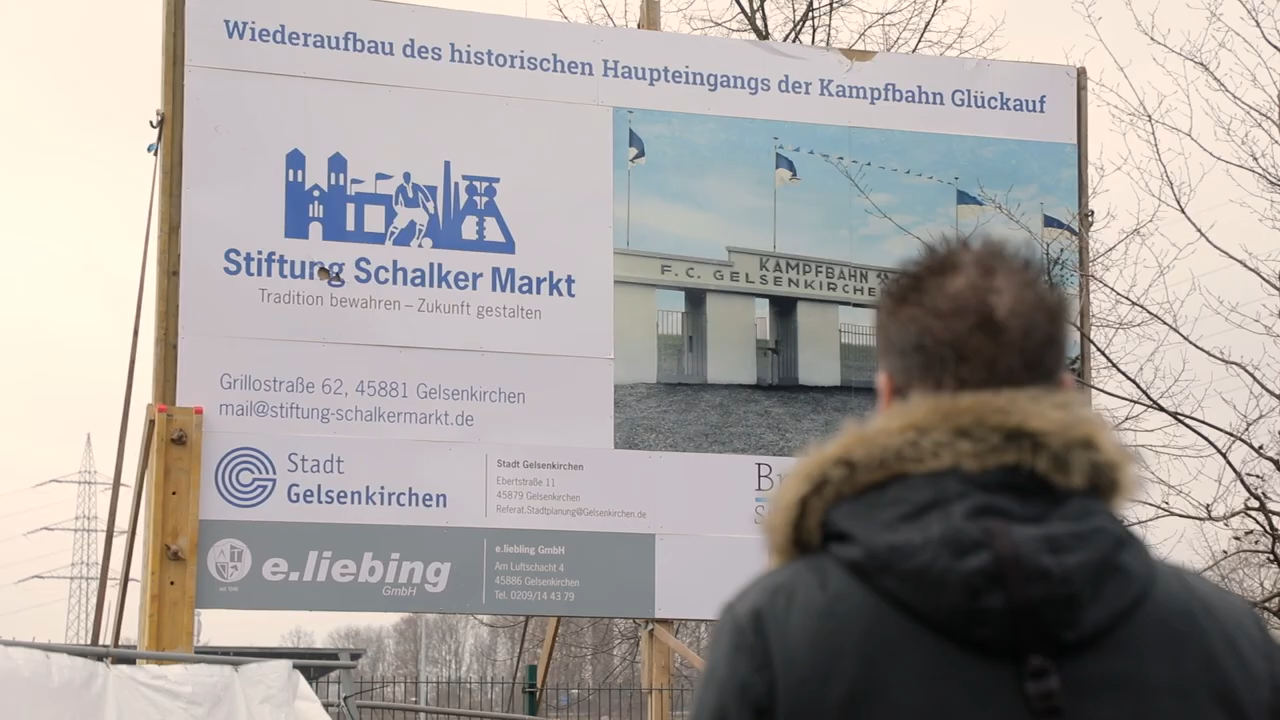 Wiederaufbau des historischen Haupteingangs der Kampfbahn Glückauf
Stiftung Schalker Markt
Tradition bewahren – Zukunft gestalten
KAMPFBAHN
F.C. GELSENKIRCHE
Grillostraße 62, 45881 Gelsenkirchen
mail@stiftung-schalkermarkt.de
Stadt
Gelsenkirchen
Stadt Gelsenkirchen
Ebertstraße 11
45879 Gelsenkirchen
Referat.Stadtplanung@Gelsenkirchen.de
e.liebing
GmbH
e.liebling GmbH
Am Luftschacht 4
45886 Gelsenkirchen
Tel. 0209/14 43 79